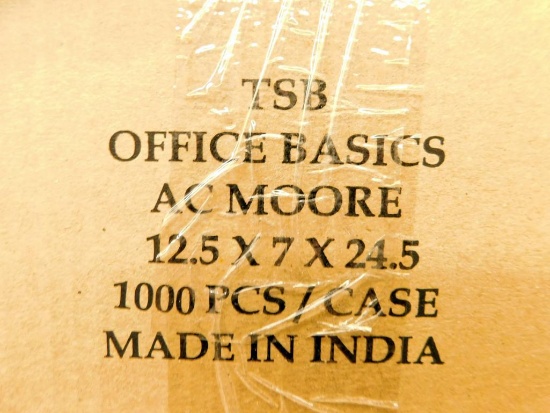 TSB
OFFICE BASICS
AC MOORE
12.5 X 7 X 24.5
1000 PCS / CASE
MADE IN INDIA